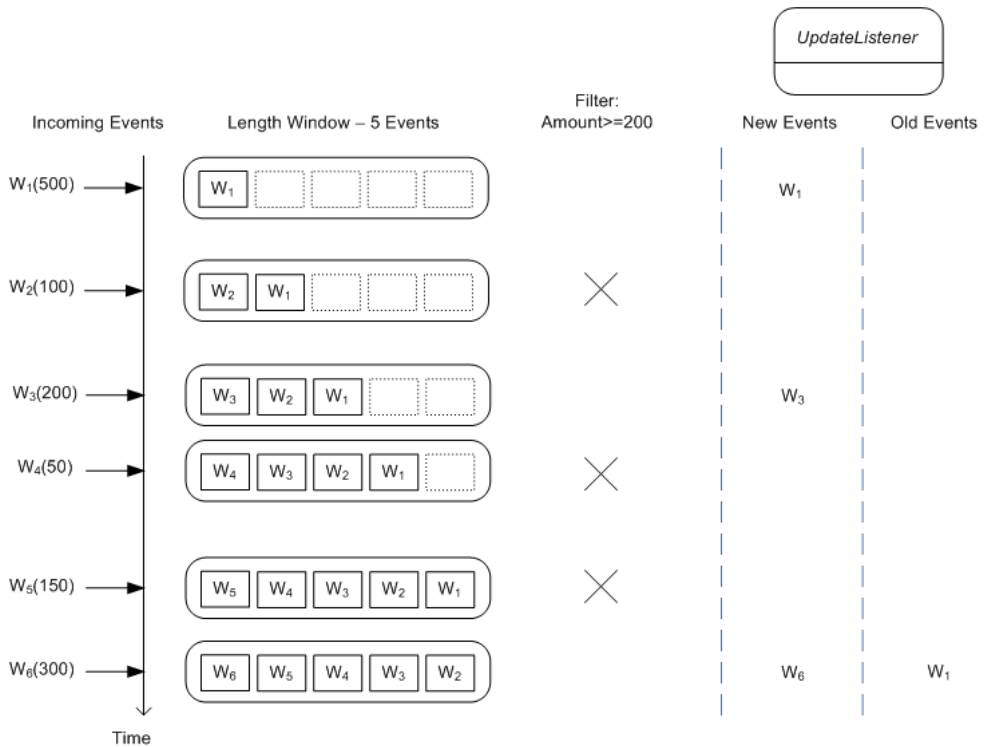 UpdateListener
Filter:
Incoming Events Length Window – 5 Events Amount>=200 New Events Old Events
W₁(500) W₁ W₁
W₂(100) W₂ W₁
W₃(200) W₃ W₂ W₁ W₃
W₄(50) W₄ W₃ W₂ W₁
W₅(150) W₅ W₄ W₃ W₂ W₁
W₆(300) W₆ W₅ W₄ W₃ W₂ W₆ W₁
Time